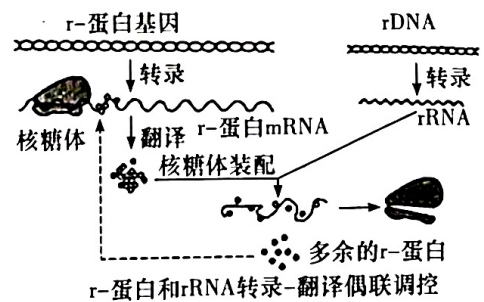 r-蛋白基因 rDNA
转录 转录
核糖体 翻译 r-蛋白mRNA rRNA
核糖体装配
多余的r-蛋白
r-蛋白和rRNA转录-翻译偶联调控